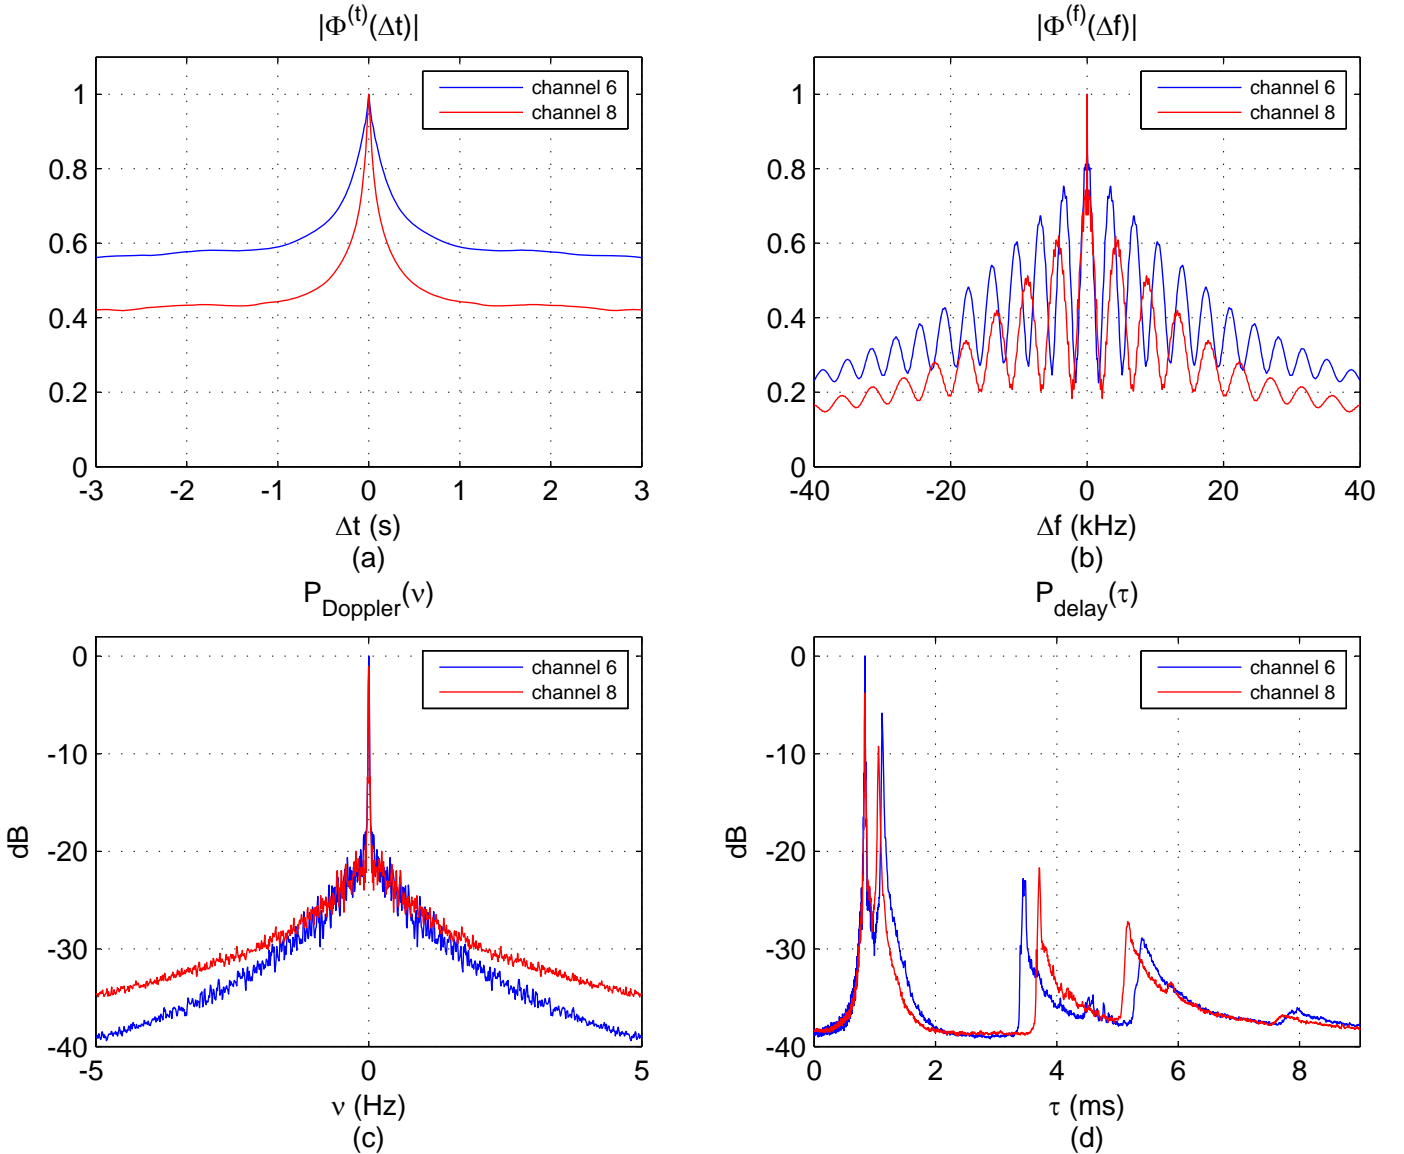 |Φ^(t)(Δt)|
channel 6
channel 8
1
0.8
0.6
0.4
0.2
0
-3 -2 -1 0 1 2 3
Δt (s)
(a)
|Φ^(f)(Δf)|
channel 6
channel 8
1
0.8
0.6
0.4
0.2
0
-40 -20 0 20 40
Δf (kHz)
(b)
P_Doppler(ν)
channel 6
channel 8
0
-10
-20
-30
-40
dB
-5 0 5
ν (Hz)
(c)
P_delay(τ)
channel 6
channel 8
0
-10
-20
-30
-40
dB
0 2 4 6 8
τ (ms)
(d)